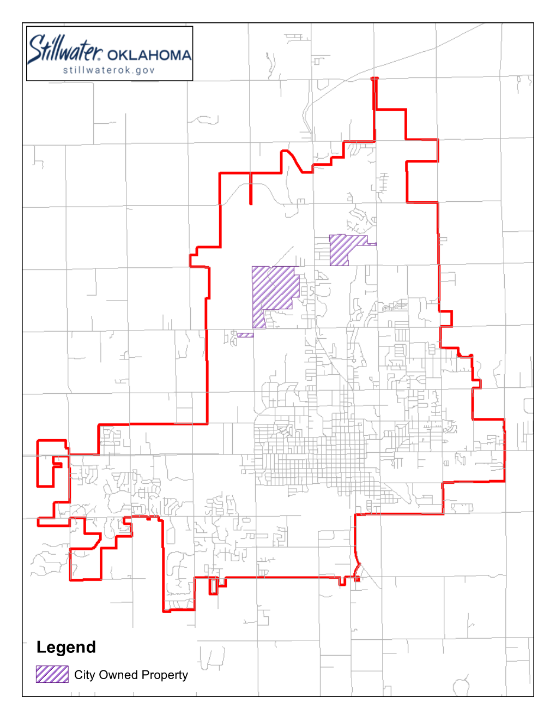 Stillwater. OKLAHOMA
stillwaterok.gov
Legend
City Owned Property